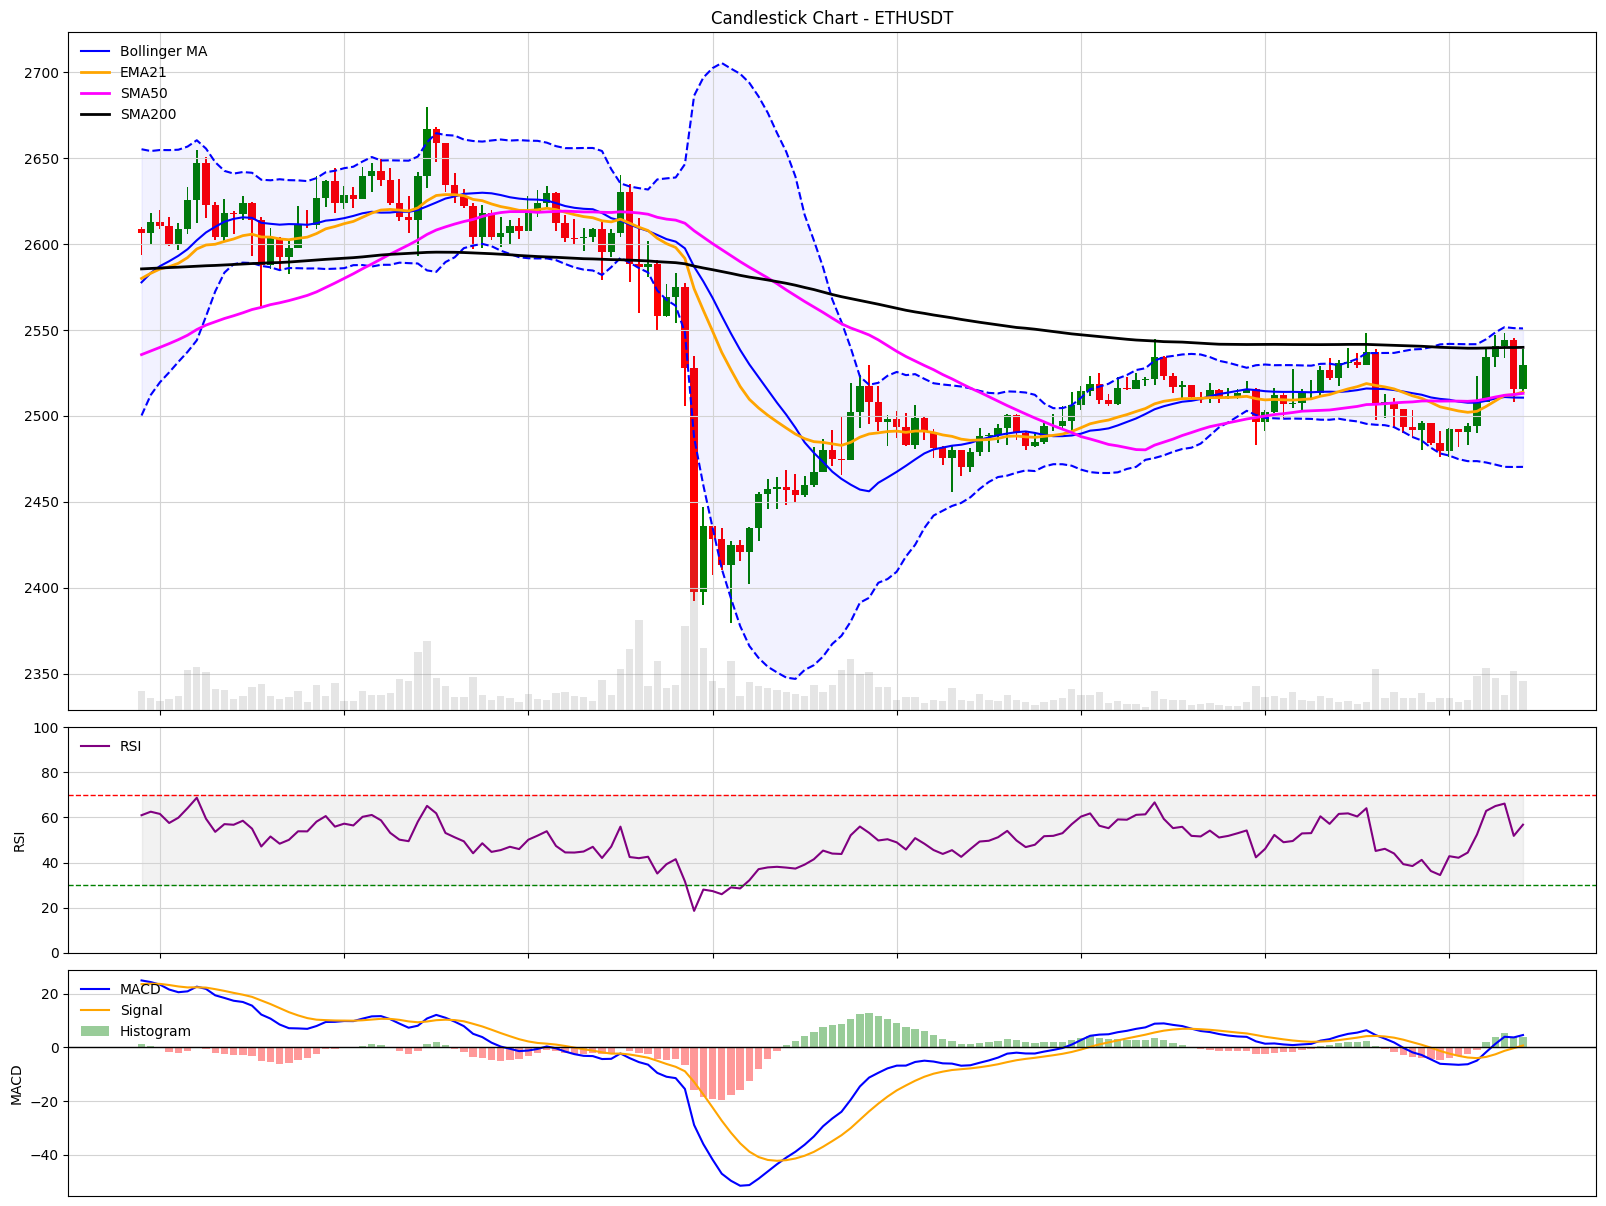 Candlestick Chart - ETHUSDT
Bollinger MA
EMA21
SMA50
SMA200
2700
2650
2600
2550
2500
2450
2400
2350
RSI
100
80
60
40
20
0
RSI
MACD
Signal
Histogram
20
0
−20
−40
MACD